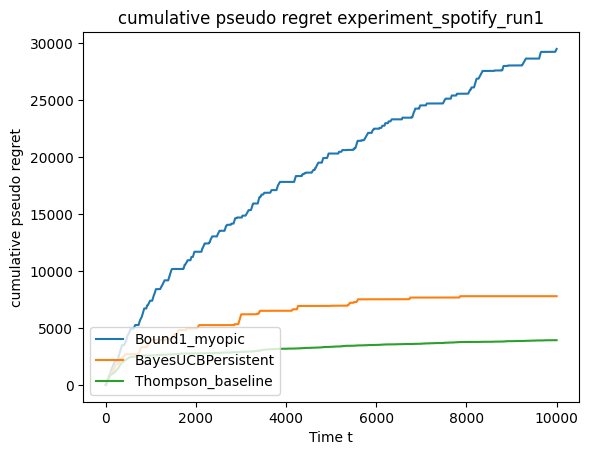 cumulative pseudo regret experiment_spotify_run1
cumulative pseudo regret
30000
25000
20000
15000
10000
5000
0
Bound1_myopic
BayesUCBPersistent
Thompson_baseline
0 2000 4000 6000 8000 10000
Time t